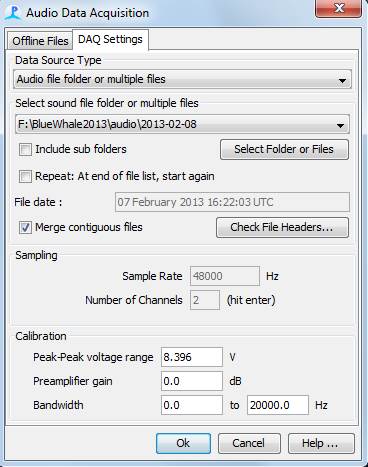 Audio Data Acquisition
Offline Files DAQ Settings
Data Source Type
Audio file folder or multiple files
Select sound file folder or multiple files
F:\BlueWhale2013\audio\2013-02-08
Include sub folders Select Folder or Files
Repeat: At end of file list, start again
File date : 07 February 2013 16:22:03 UTC
Merge contiguous files Check File Headers...
Sampling
Sample Rate 48000 Hz
Number of Channels 2 (hit enter)
Calibration
Peak-Peak voltage range 8.396 V
Preamplifier gain 0.0 dB
Bandwidth 0.0 to 20000.0 Hz
Ok Cancel Help ...